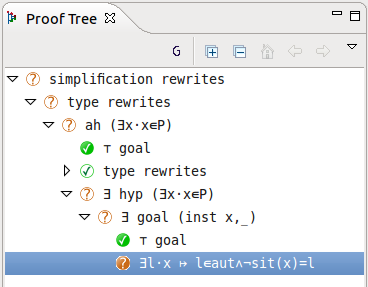 Proof Tree
G
simplification rewrites
type rewrites
ah (∃x·x∈P)
⊤ goal
type rewrites
∃ hyp (∃x·x∈P)
∃ goal (inst x,_)
⊤ goal
∃l·x ↦ l∈aut∧¬sit(x)=l